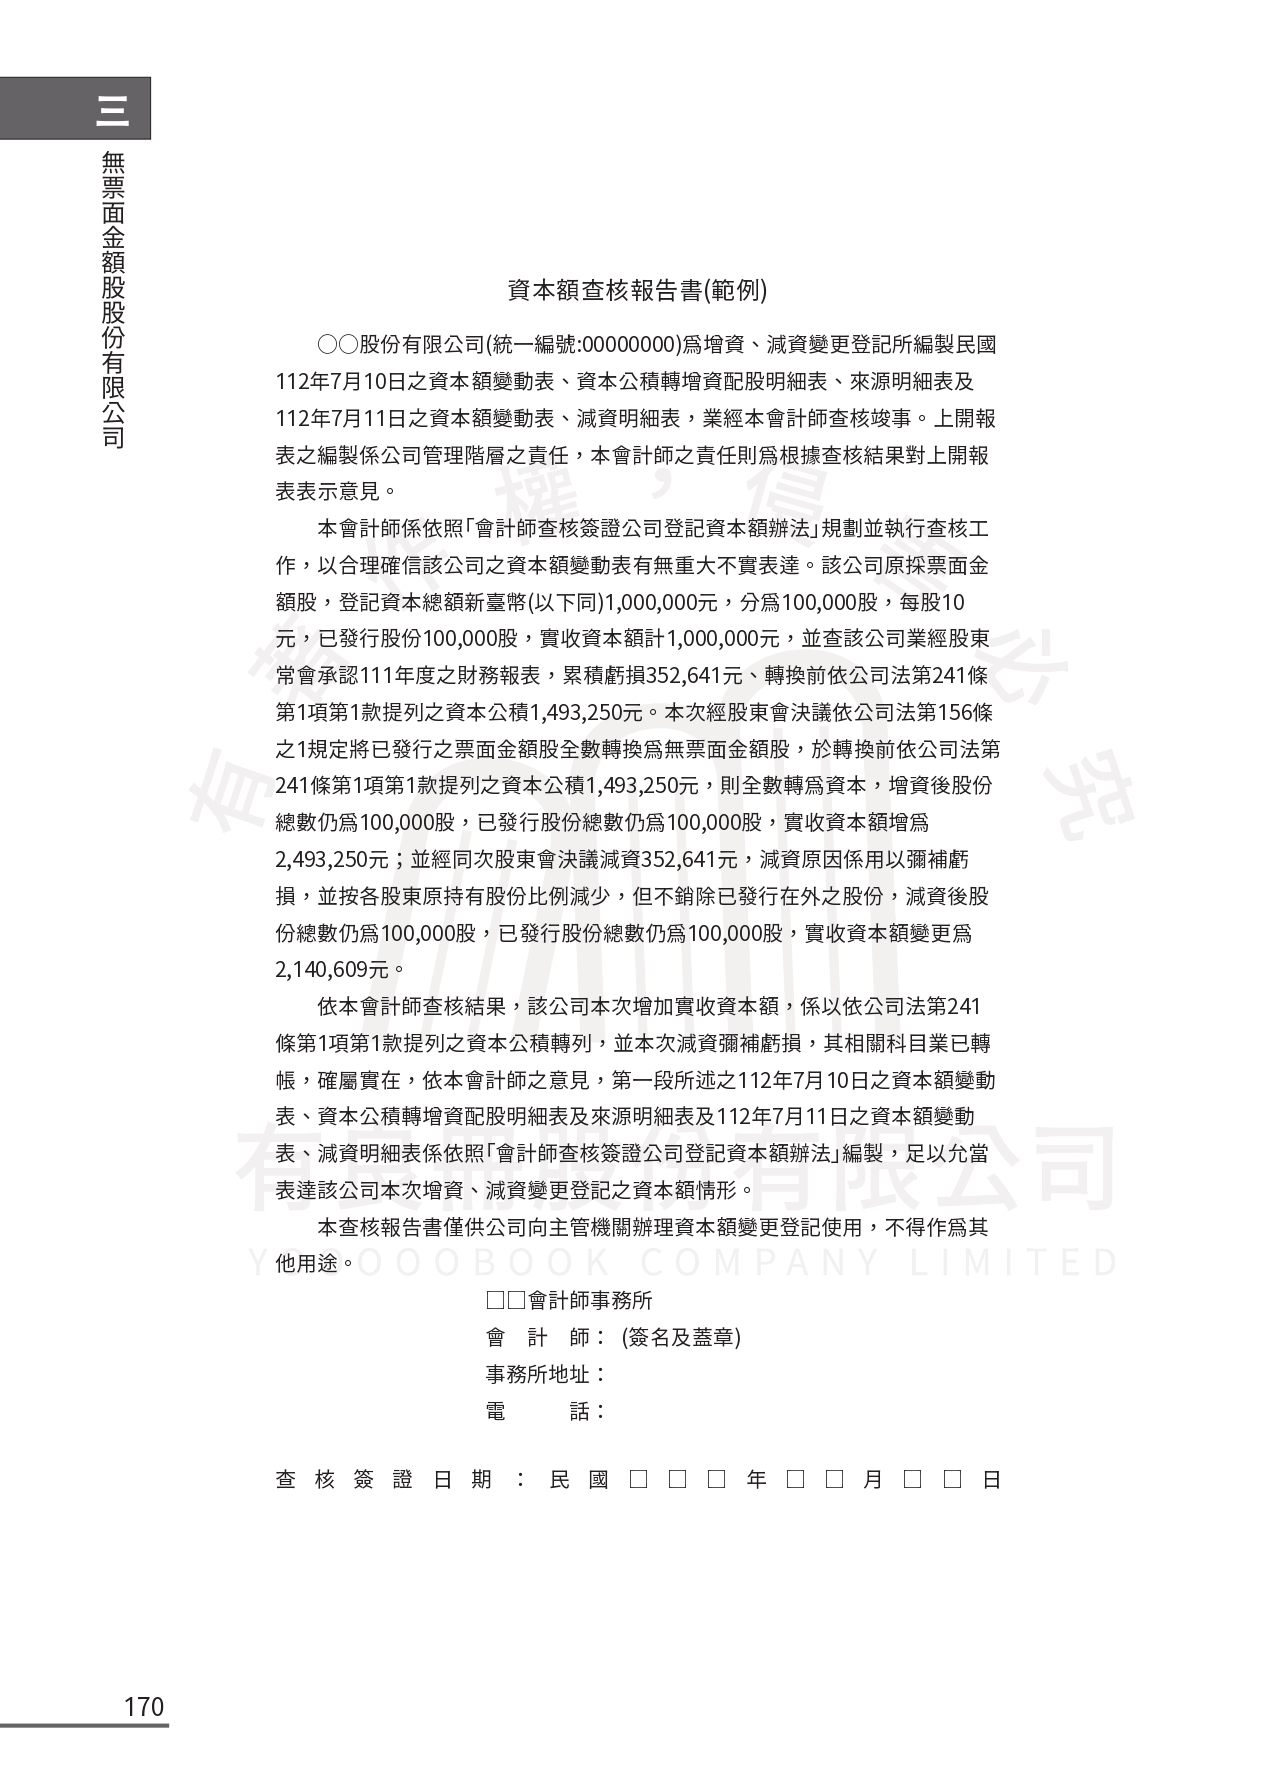 三
無票面金額股股份有限公司
資本額查核報告書(範例)
○○股份有限公司(統一編號:00000000)為增資、減資變更登記所編製民國
112年7月10日之資本額變動表、資本公積轉增資配股明細表、來源明細表及
112年7月11日之資本額變動表、減資明細表，業經本會計師查核竣事。上開報
表之編製係公司管理階層之責任，本會計師之責任則為根據查核結果對上開報
表表示意見。
本會計師係依照｢會計師查核簽證公司登記資本額辦法｣規劃並執行查核工
作，以合理確信該公司之資本額變動表有無重大不實表達。該公司原採票面金
額股，登記資本總額新臺幣(以下同)1,000,000元，分為100,000股，每股10
元，已發行股份100,000股，實收資本額計1,000,000元，並查該公司業經股東
常會承認111年度之財務報表，累積虧損352,641元、轉換前依公司法第241條
第1項第1款提列之資本公積1,493,250元。本次經股東會決議依公司法第156條
之1規定將已發行之票面金額股全數轉換為無票面金額股，於轉換前依公司法第
241條第1項第1款提列之資本公積1,493,250元，則全數轉為資本，增資後股份
總數仍為100,000股，已發行股份總數仍為100,000股，實收資本額增為
2,493,250元；並經同次股東會決議減資352,641元，減資原因係用以彌補虧
損，並按各股東原持有股份比例減少，但不銷除已發行在外之股份，減資後股
份總數仍為100,000股，已發行股份總數仍為100,000股，實收資本額變更為
2,140,609元。
依本會計師查核結果，該公司本次增加實收資本額，係以依公司法第241
條第1項第1款提列之資本公積轉列，並本次減資彌補虧損，其相關科目業已轉
帳，確屬實在，依本會計師之意見，第一段所述之112年7月10日之資本額變動
表、資本公積轉增資配股明細表及來源明細表及112年7月11日之資本額變動
表、減資明細表係依照｢會計師查核簽證公司登記資本額辦法｣編製，足以允當
表達該公司本次增資、減資變更登記之資本額情形。
本查核報告書僅供公司向主管機關辦理資本額變更登記使用，不得作為其
他用途。
□□會計師事務所
會　計　師： (簽名及蓋章)
事務所地址：
電　　　話：
查核簽證日期：民國□□□年□□月□□日
170
有著作權，侵害必究
有良冊股份有限公司
YOOOOOBOOK COMPANY LIMITED